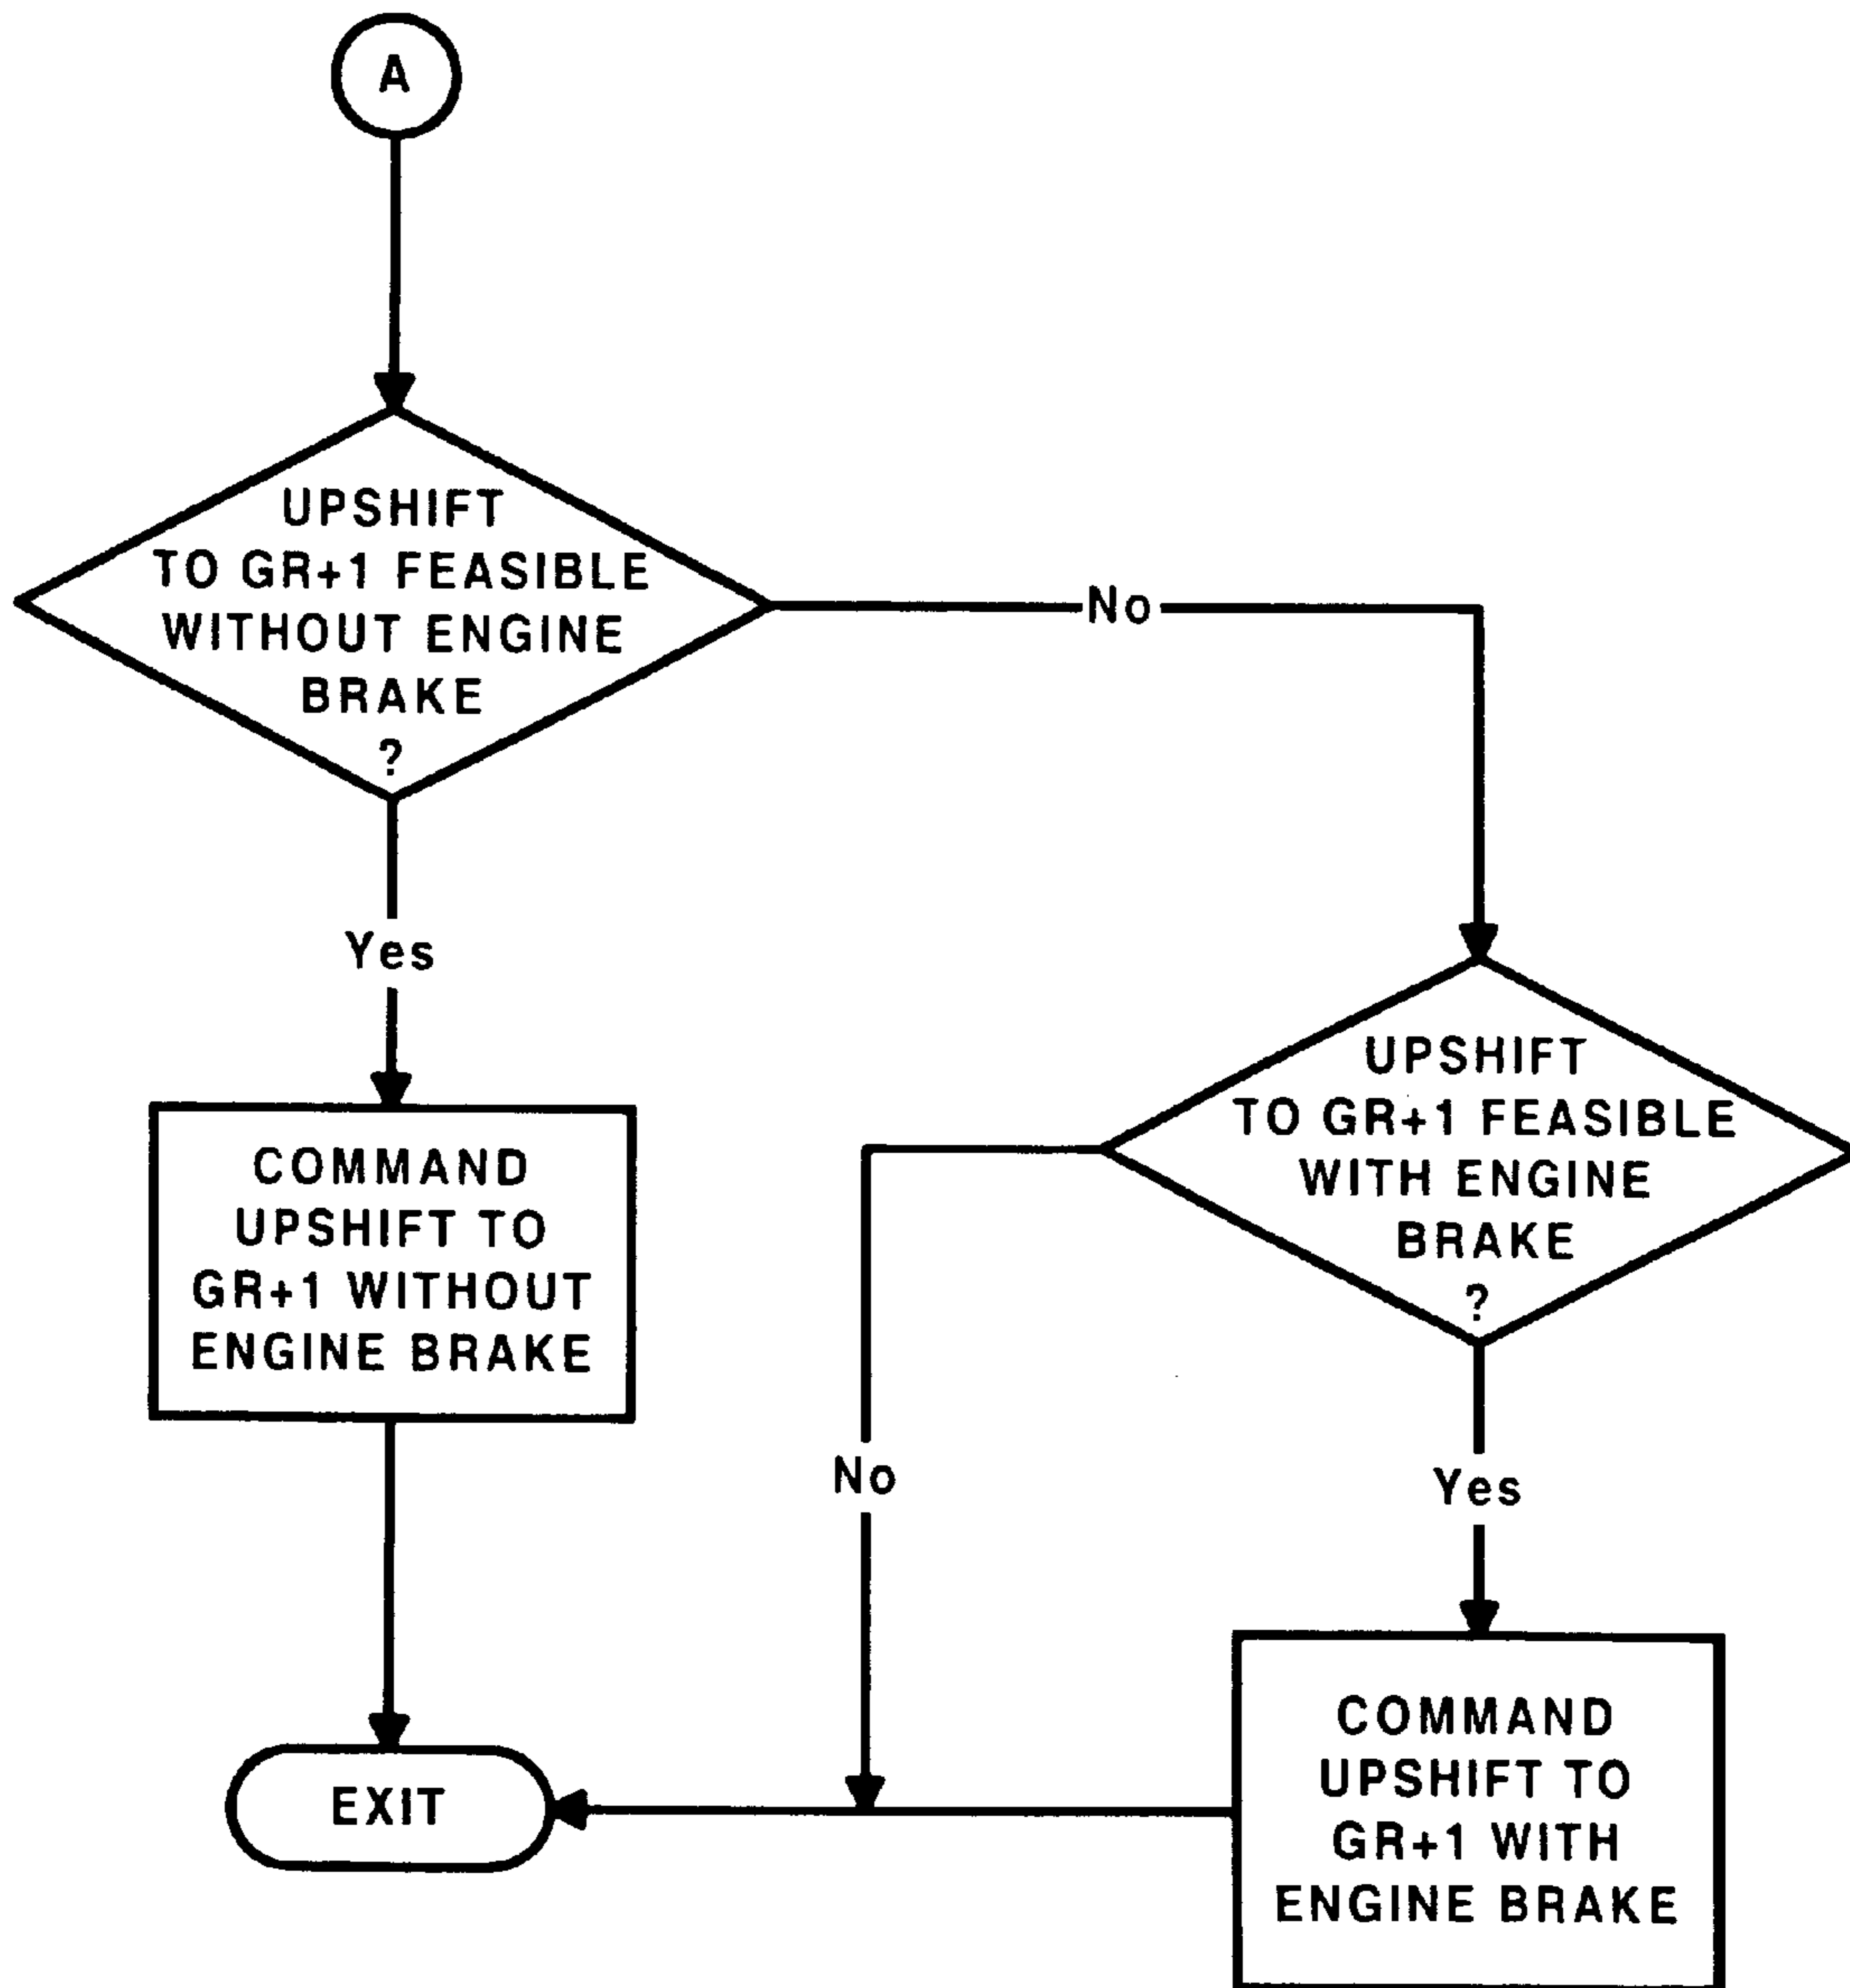 A
UPSHIFT
TO GR+1 FEASIBLE
WITHOUT ENGINE
BRAKE
?
No
Yes
COMMAND
UPSHIFT TO
GR+1 WITHOUT
ENGINE BRAKE
UPSHIFT
TO GR+1 FEASIBLE
WITH ENGINE
BRAKE
?
No
Yes
COMMAND
UPSHIFT TO
GR+1 WITH
ENGINE BRAKE
EXIT